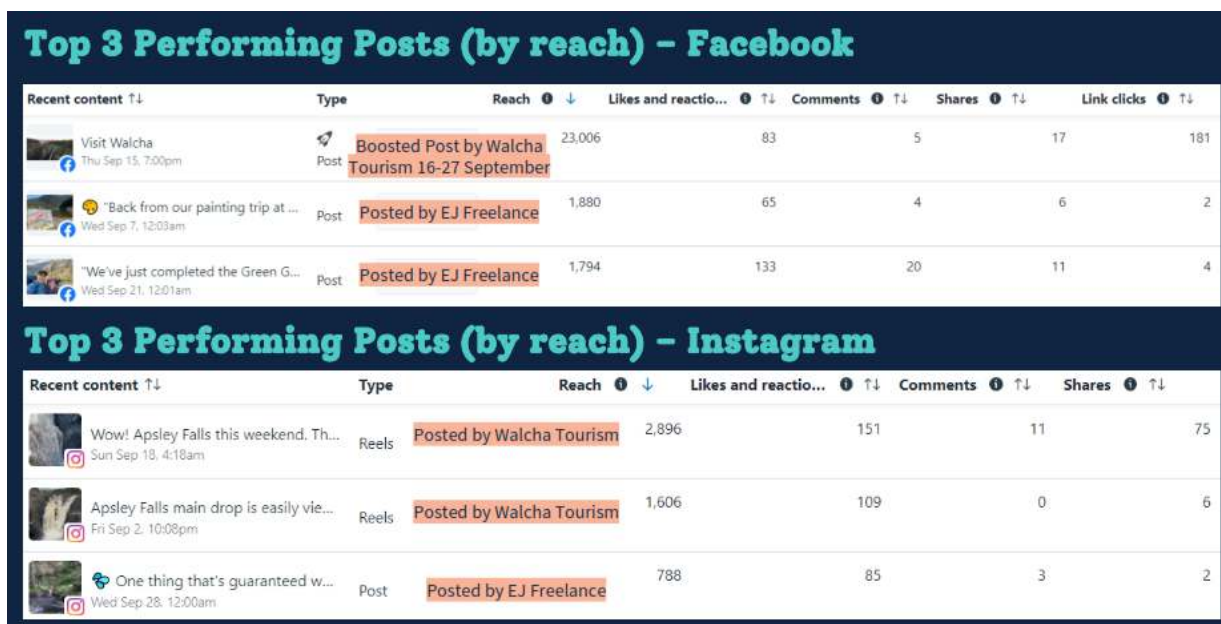 Top 3 Performing Posts (by reach) – Facebook
Recent content ↑↓ Type Reach ↓ Likes and reactio... ↑↓ Comments ↑↓ Shares ↑↓ Link clicks ↑↓
Visit Walcha
Thu Sep 15, 7:00pm
Post Boosted Post by Walcha Tourism 16-27 September 23,006 83 5 17 181
"Back from our painting trip at ...
Wed Sep 7, 12:03am
Post Posted by EJ Freelance 1,880 65 4 6 2
"We've just completed the Green G...
Wed Sep 21, 12:01am
Post Posted by EJ Freelance 1,794 133 20 11 4
Top 3 Performing Posts (by reach) – Instagram
Recent content ↑↓ Type Reach ↓ Likes and reactio... ↑↓ Comments ↑↓ Shares ↑↓
Wow! Apsley Falls this weekend. Th...
Sun Sep 18, 4:18am
Reels Posted by Walcha Tourism 2,896 151 11 75
Apsley Falls main drop is easily vie...
Fri Sep 2, 10:08pm
Reels Posted by Walcha Tourism 1,606 109 0 6
One thing that's guaranteed w...
Wed Sep 28, 12:00am
Post Posted by EJ Freelance 788 85 3 2